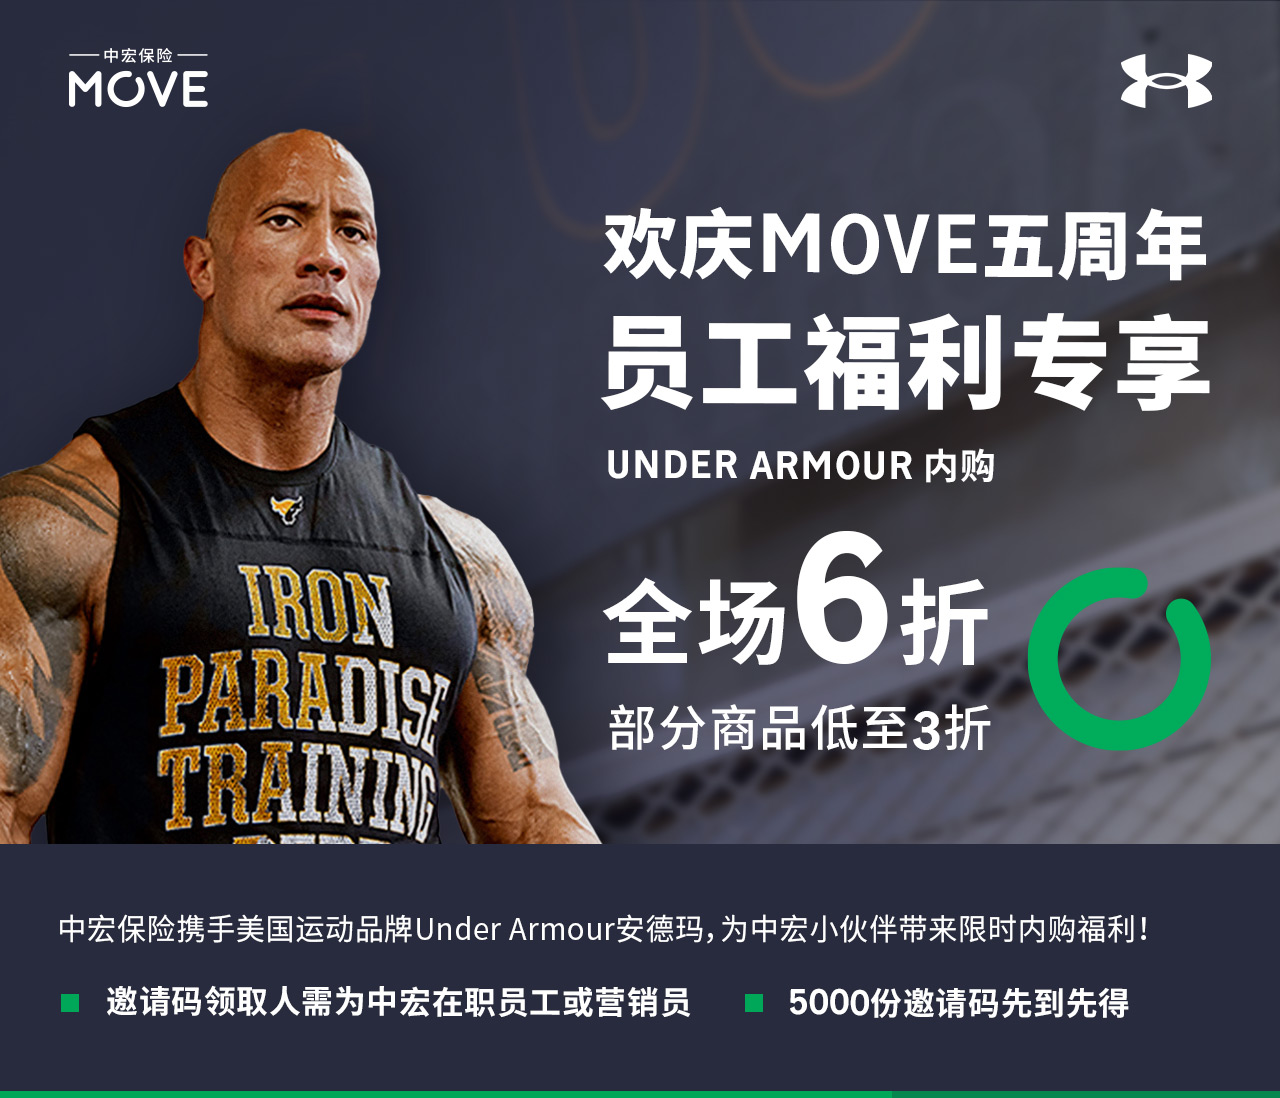 中宏保险
MOVE
欢庆MOVE五周年
员工福利专享
UNDER ARMOUR 内购
全场6折
部分商品低至3折
IRON
PARADISE
TRAINING
中宏保险携手美国运动品牌Under Armour安德玛，为中宏小伙伴带来限时内购福利！
邀请码领取人需为中宏在职员工或营销员
5000份邀请码先到先得